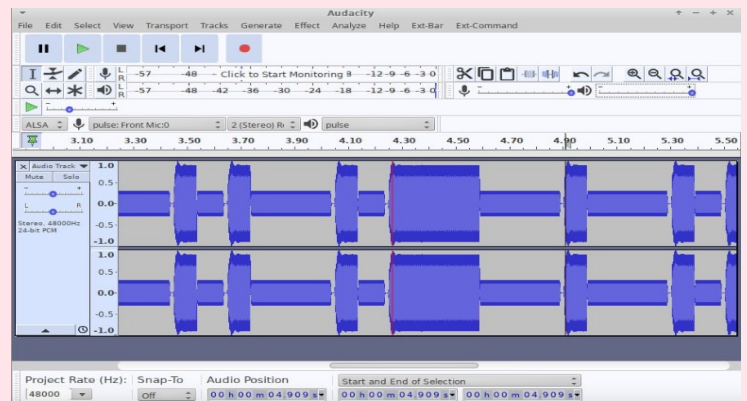 Audacity
File Edit Select View Transport Tracks Generate Effect Analyze Help Ext-Bar Ext-Command
L
R
-57 -48 - Click to Start Monitoring 8 -12 -9 -6 -3 0
L
R
-57 -48 -42 -36 -30 -24 -18 -12 -9 -6 -3 0
- +
- +
- +
ALSA pulse: Front Mic:0 2 (Stereo) Re pulse
3.10 3.30 3.50 3.70 3.90 4.10 4.30 4.50 4.70 4.90 5.10 5.30 5.50
x Audio Track
Mute Solo
- +
L R
Stereo, 48000Hz
24-bit PCM
1.0
0.5
0.0
-0.5
-1.0
1.0
0.5
0.0
-0.5
-1.0
Project Rate (Hz): Snap-To Audio Position Start and End of Selection
48000 Off 00 h 00 m 04.909 s 00 h 00 m 04.909 s 00 h 00 m 04.909 s